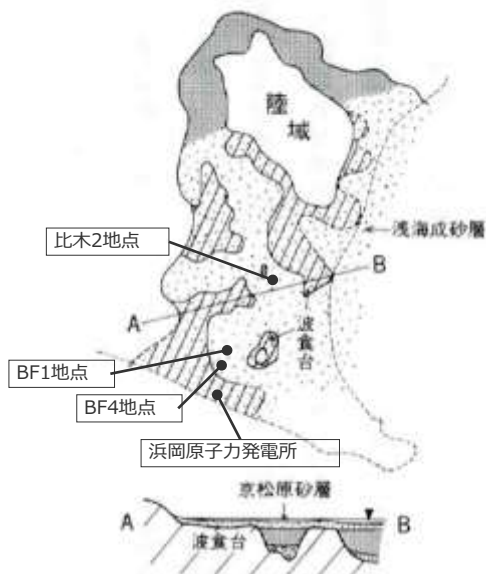 陸域
浅海成砂層
比木2地点
B
A
波食台
BF1地点
BF4地点
浜岡原子力発電所
京松原砂層
A
B
波食台